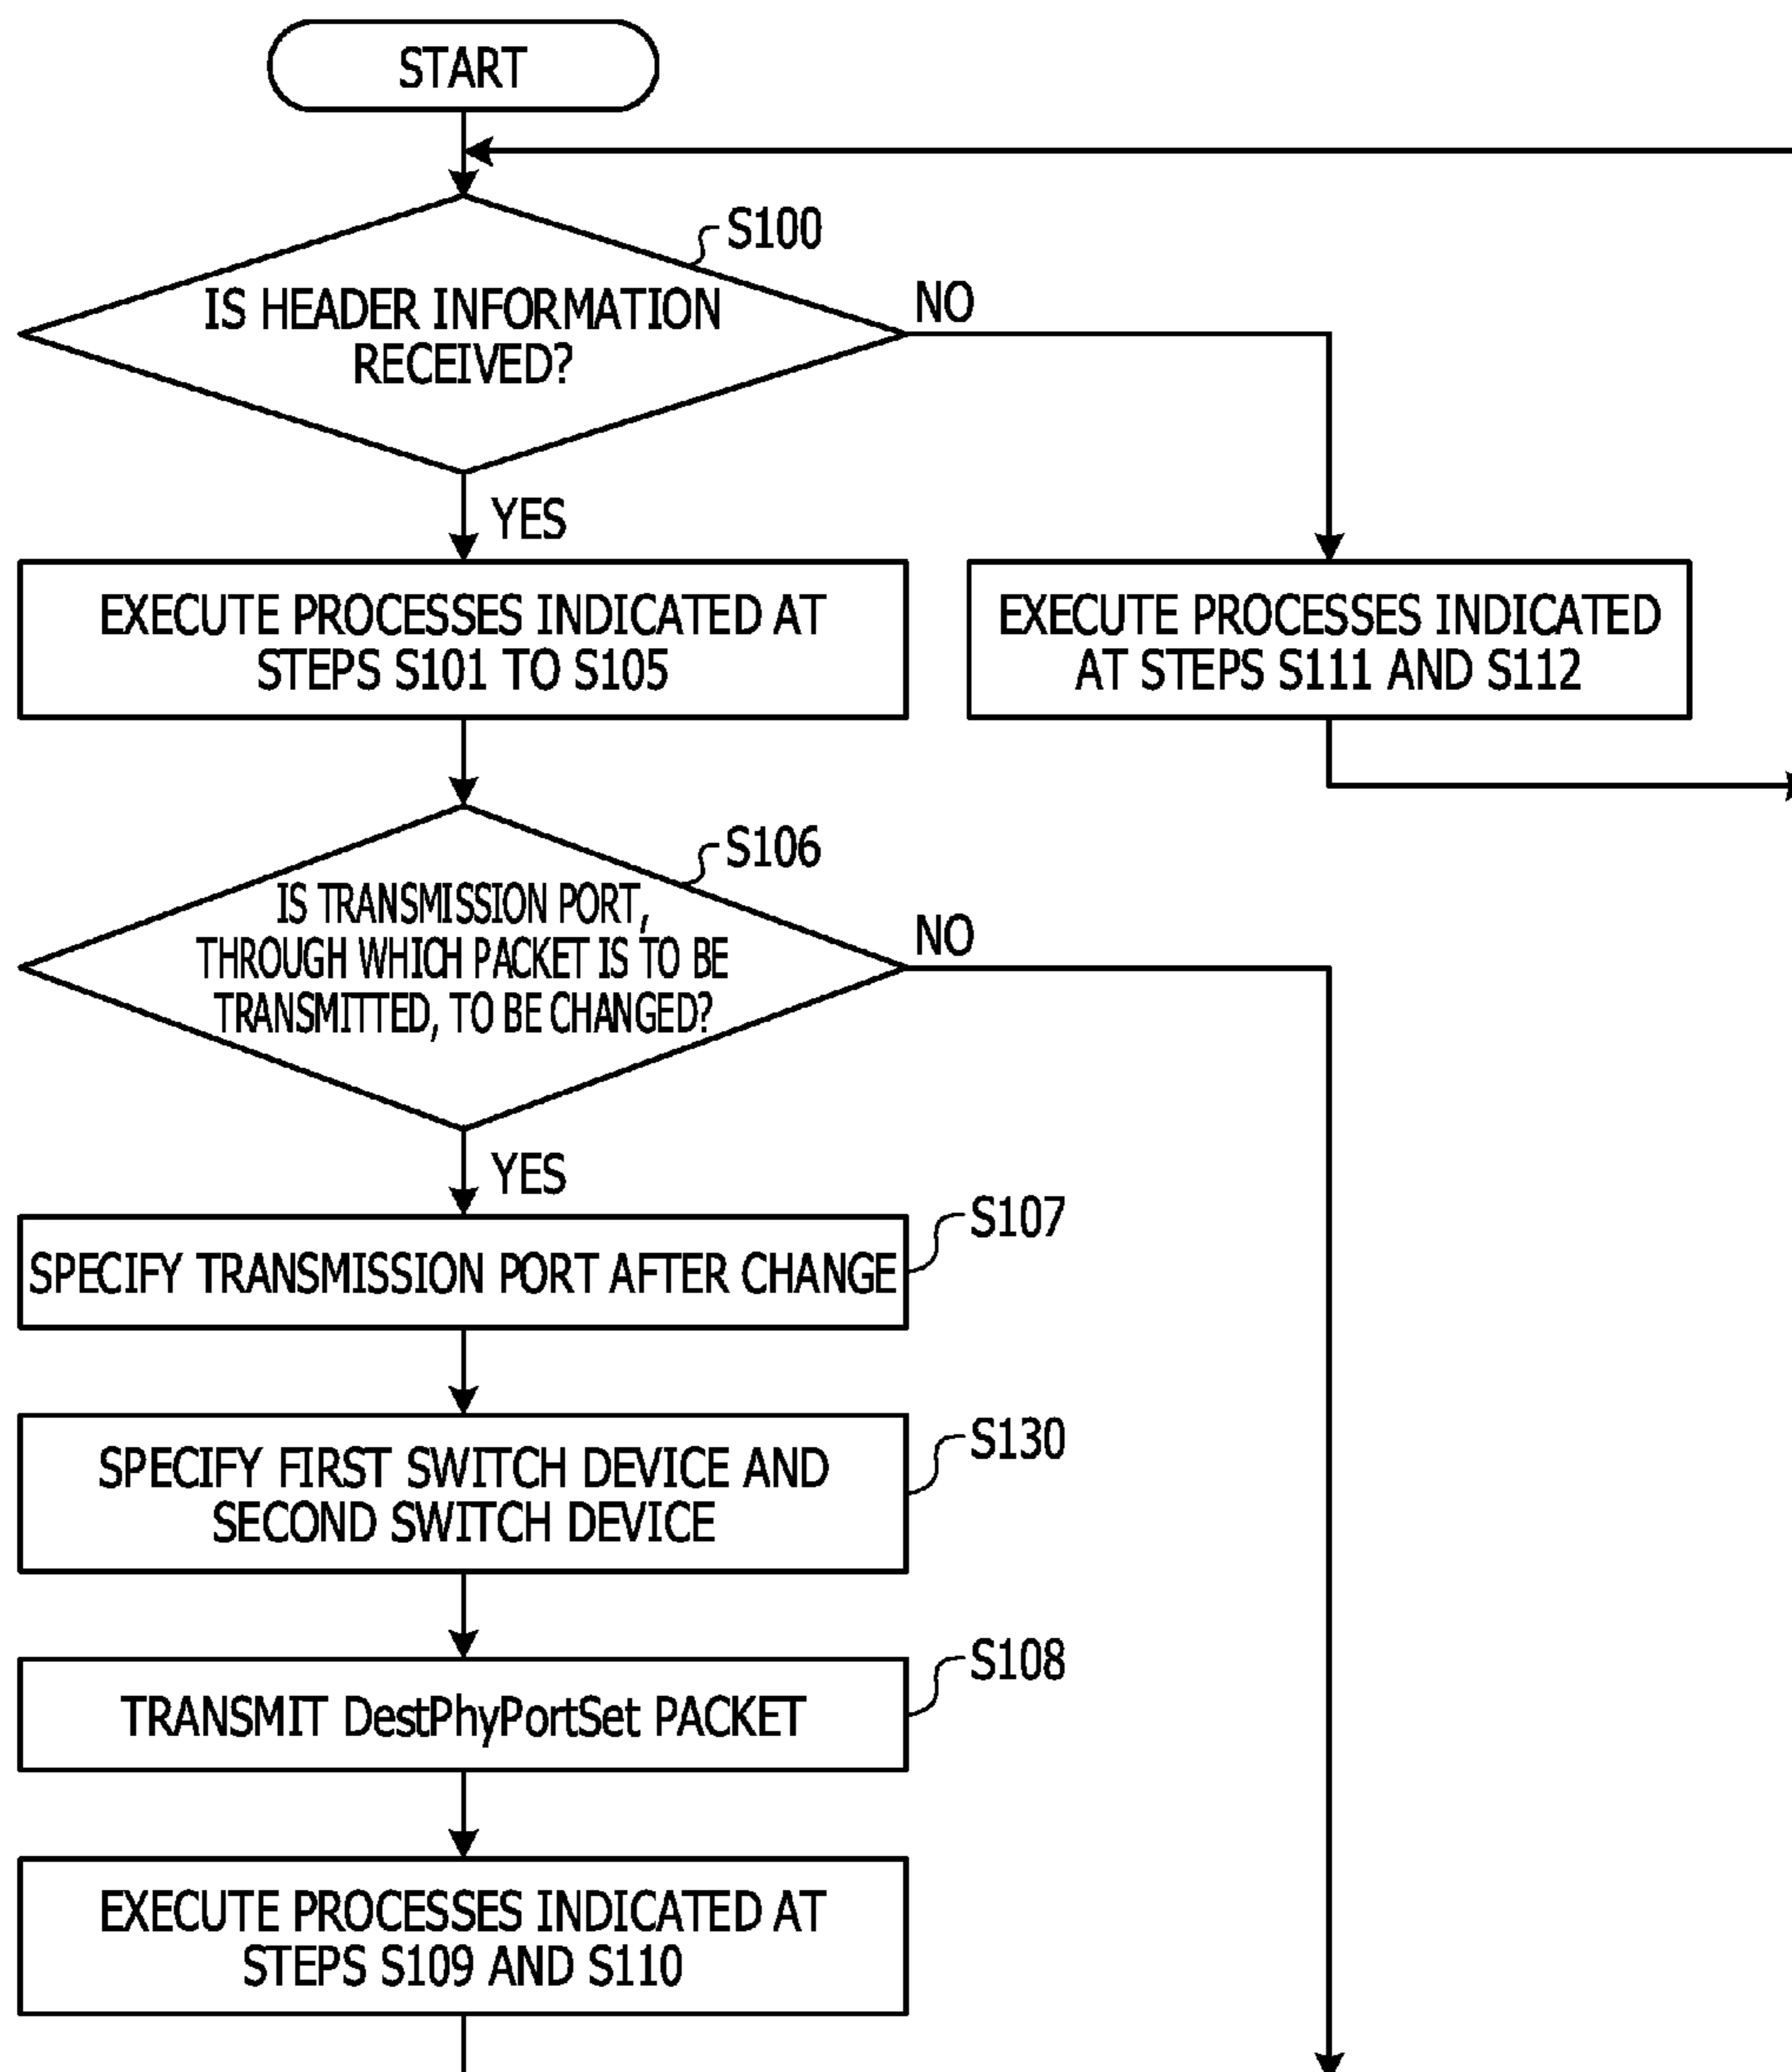 START
S100
IS HEADER INFORMATION
RECEIVED?
NO
YES
EXECUTE PROCESSES INDICATED AT
STEPS S101 TO S105
EXECUTE PROCESSES INDICATED
AT STEPS S111 AND S112
S106
IS TRANSMISSION PORT,
THROUGH WHICH PACKET IS TO BE
TRANSMITTED, TO BE CHANGED?
NO
YES
S107
SPECIFY TRANSMISSION PORT AFTER CHANGE
S130
SPECIFY FIRST SWITCH DEVICE AND
SECOND SWITCH DEVICE
S108
TRANSMIT DestPhyPortSet PACKET
EXECUTE PROCESSES INDICATED AT
STEPS S109 AND S110